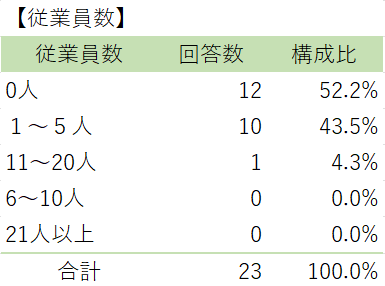 【従業員数】
従業員数 回答数 構成比
0人 12 52.2%
１～５人 10 43.5%
11～20人 1 4.3%
6～10人 0 0.0%
21人以上 0 0.0%
合計 23 100.0%